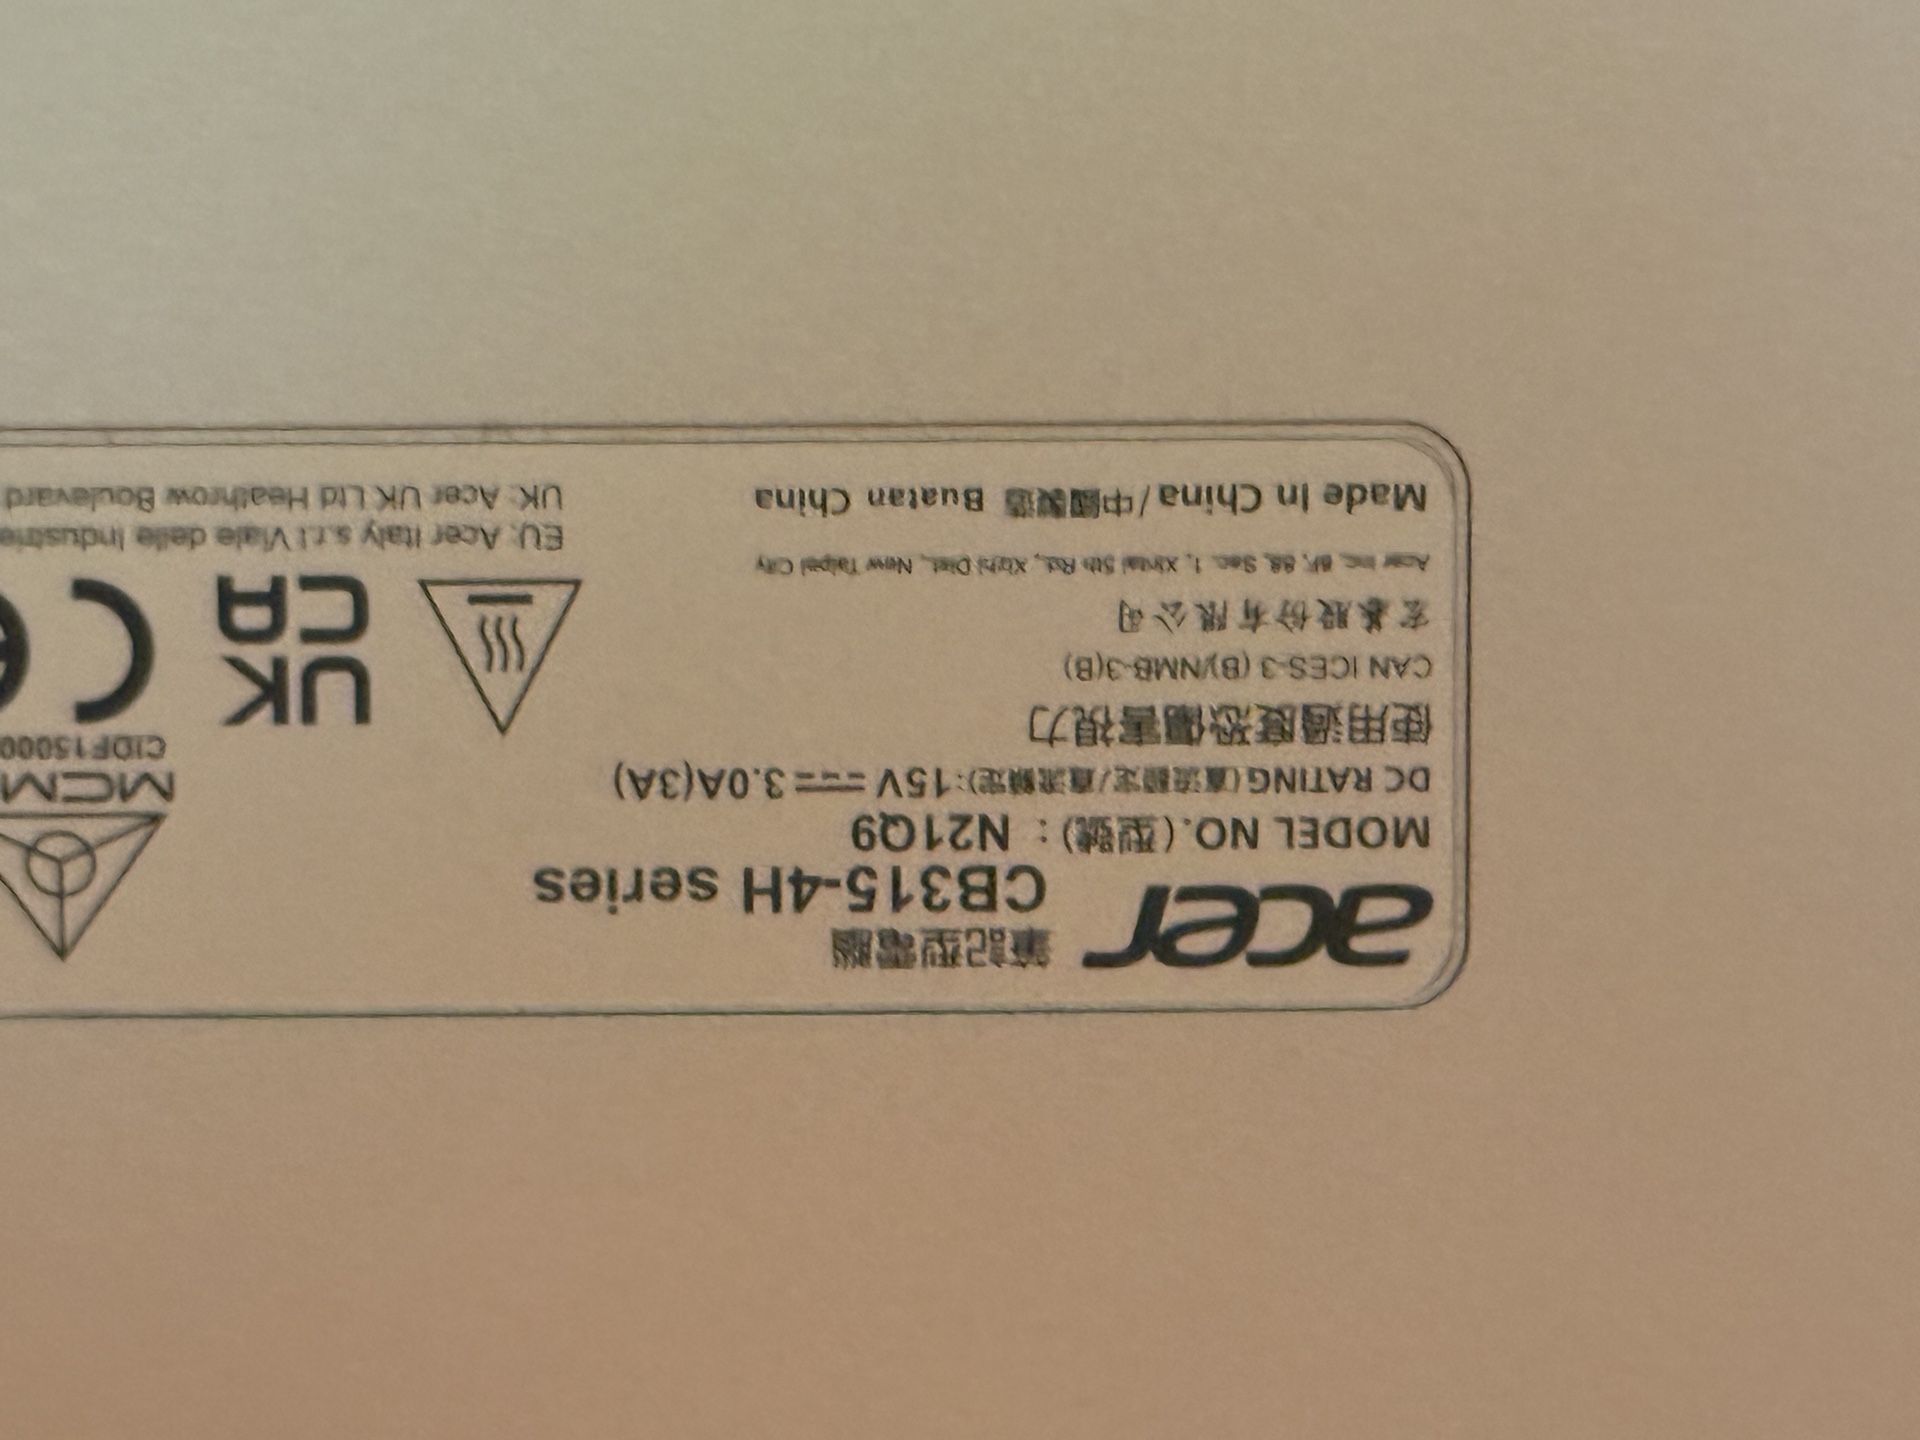 acer
筆記型電腦
CB315-4H series
MODEL NO.(型號): N21Q9
DC RATING(直流額定/直流額定):15V 3.0A(3A)
使用過度恐傷害視力
CAN ICES-3 (B)/NMB-3(B)
宏碁股份有限公司
Acer Inc. 8F, 88, Sec. 1, Xintai 5th Rd., Xizhi Dist., New Taipei City
Made In China/中國製造 Buatan China
MCM
CIDF15000
UK
CA
CE
EU: Acer Italy s.r.l Viale delle Industrie
UK: Acer UK Ltd Heathrow Boulevard